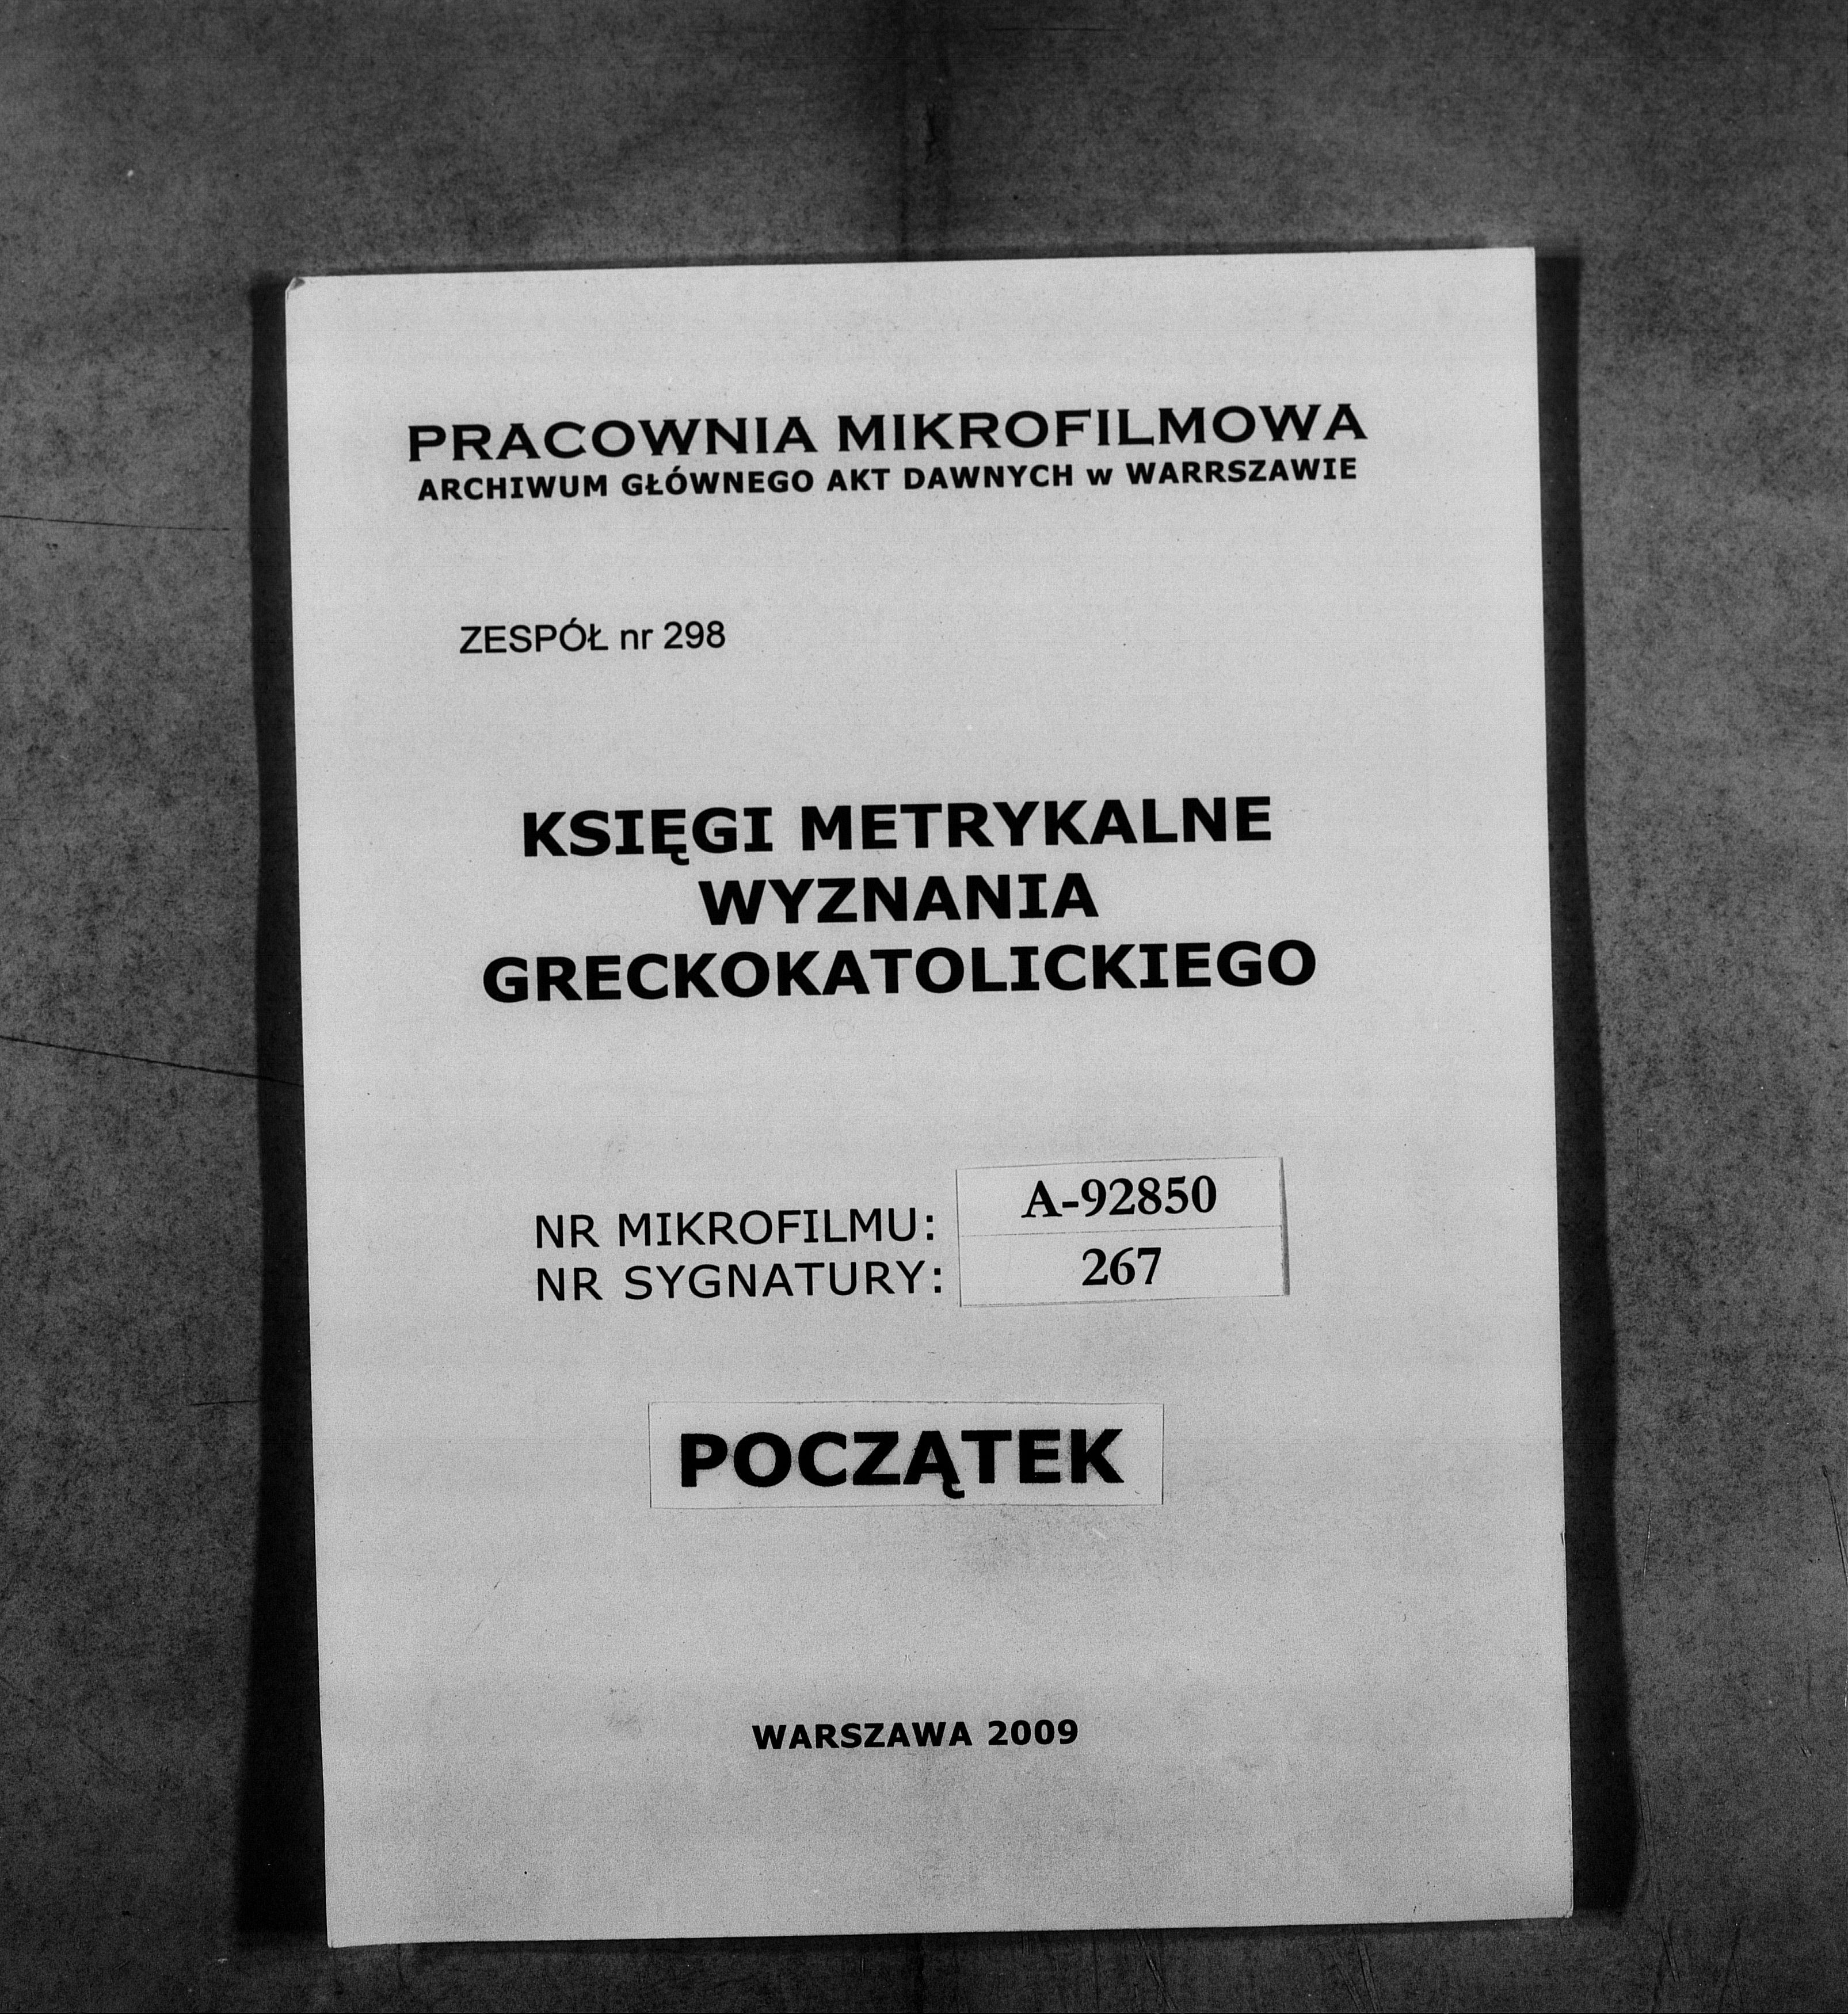 PRACOWNIA MIKROFILMOWA
ARCHIWUM GŁÓWNEGO AKT DAWNYCH w WARRSZAWIE
ZESPÓŁ nr 298
KSIĘGI METRYKALNE
WYZNANIA
GRECKOKATOLICKIEGO
NR MIKROFILMU: A-92850
NR SYGNATURY: 267
POCZĄTEK
WARSZAWA 2009